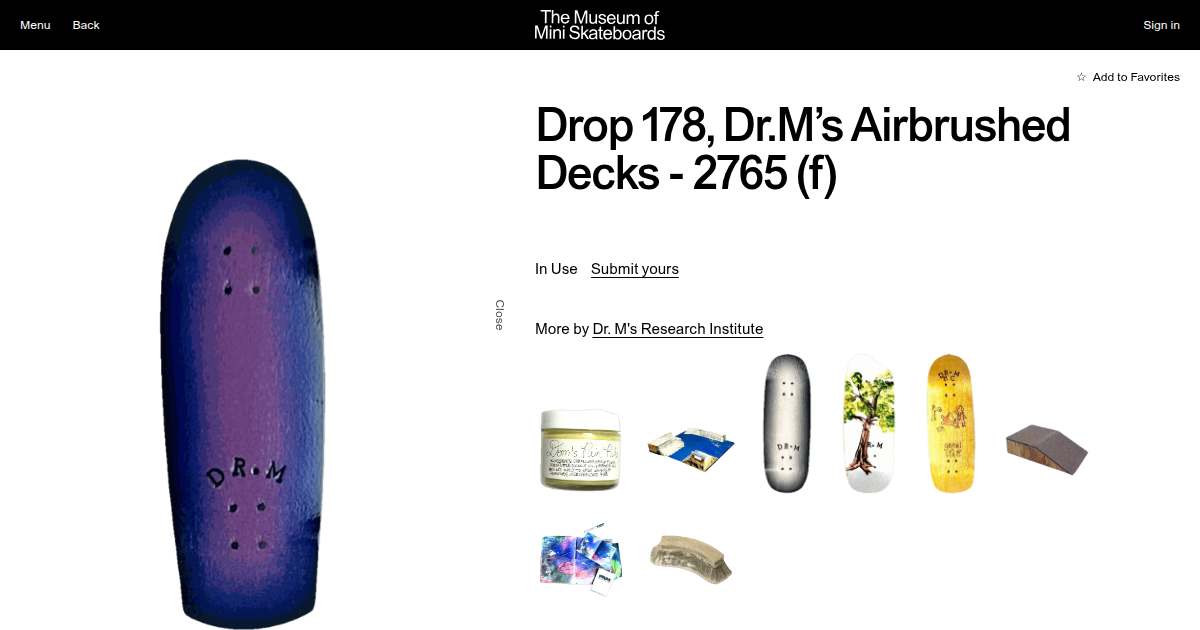 Menu
Back
The Museum of
Mini Skateboards
Sign in
☆ Add to Favorites
Drop 178, Dr.M’s Airbrushed
Decks - 2765 (f)
In Use
Submit yours
Close
More by Dr. M's Research Institute
DR•M
DR•M